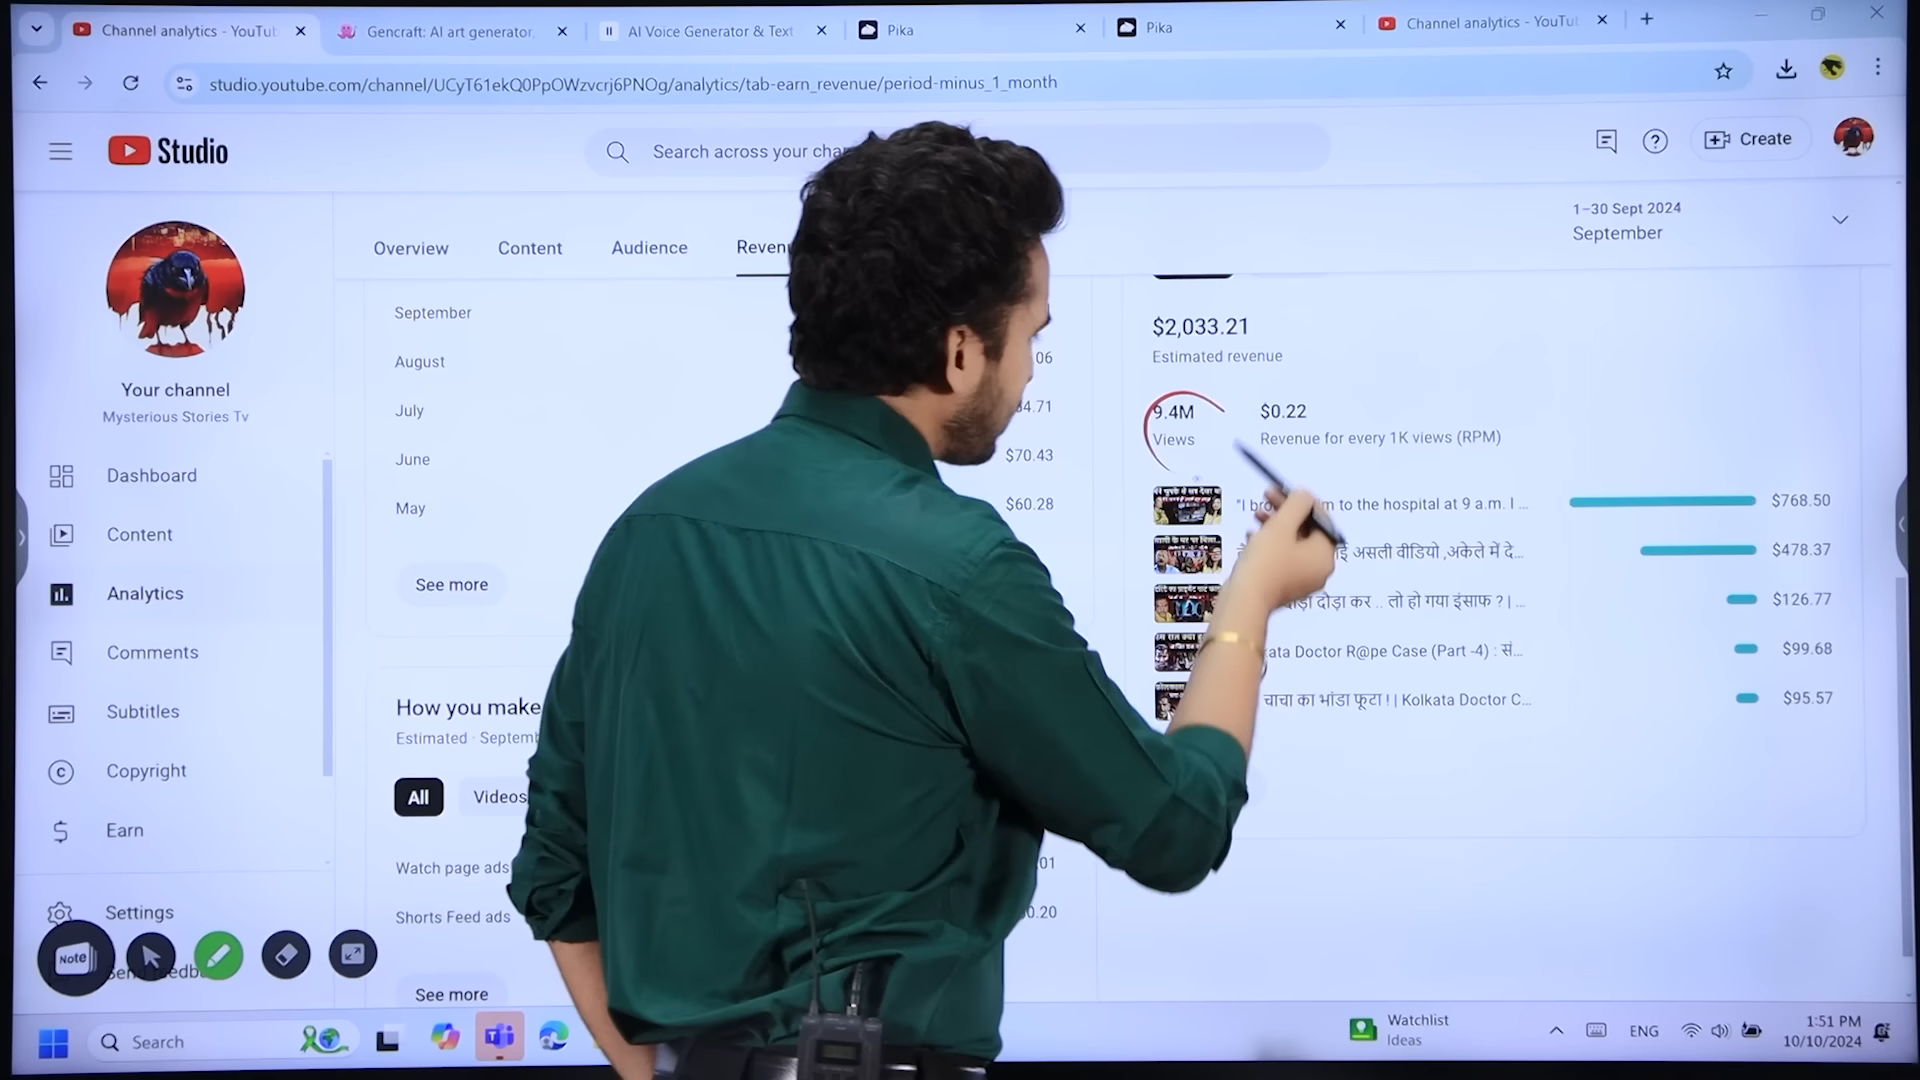 Channel analytics - YouTu
Gencraft: AI art generator,
AI Voice Generator & Text
Pika
Pika
Channel analytics - YouTu
studio.youtube.com/channel/UCyT61ekQ0PpOWzvcrj6PNOg/analytics/tab-earn_revenue/period-minus_1_month
Studio
Search across your cha
Create
Overview
Content
Audience
Reven
1–30 Sept 2024
September
Your channel
Mysterious Stories Tv
Dashboard
Content
Analytics
Comments
Subtitles
Copyright
Earn
Settings
Send feedb
Note
September
August
.06
July
4.71
June
$70.43
May
$60.28
See more
How you make
Estimated · Septemb
All
Videos
Watch page ads
01
Shorts Feed ads
0.20
See more
$2,033.21
Estimated revenue
9.4M
Views
$0.22
Revenue for every 1K views (RPM)
"I bro m to the hospital at 9 a.m. I ...
$768.50
ई असली वीडियो ,अकेले में दे...
$478.37
दौड़ा कर .. लो हो गया इंसाफ ? | ...
$126.77
ata Doctor R@pe Case (Part -4) : सं...
$99.68
चाचा का भांडा फूटा ! | Kolkata Doctor C...
$95.57
Search
Watchlist
Ideas
ENG
1:51 PM
10/10/2024